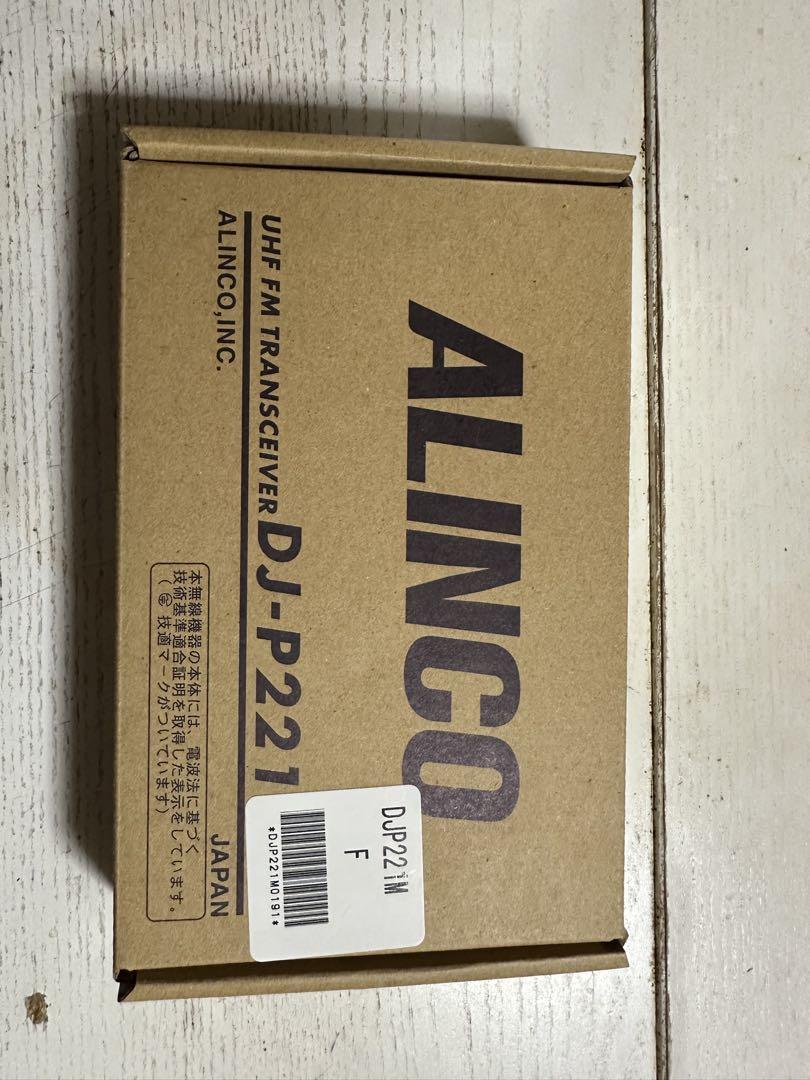 ALINCO
UHF FM TRANSCEIVER DJ-P221
ALINCO,INC.
JAPAN
本無線機器の本体には、電波法に基づく
技術基準適合証明を取得した表示をしています。
( 技適マークがついています)
DJP221M
F
*DJP221M0191*